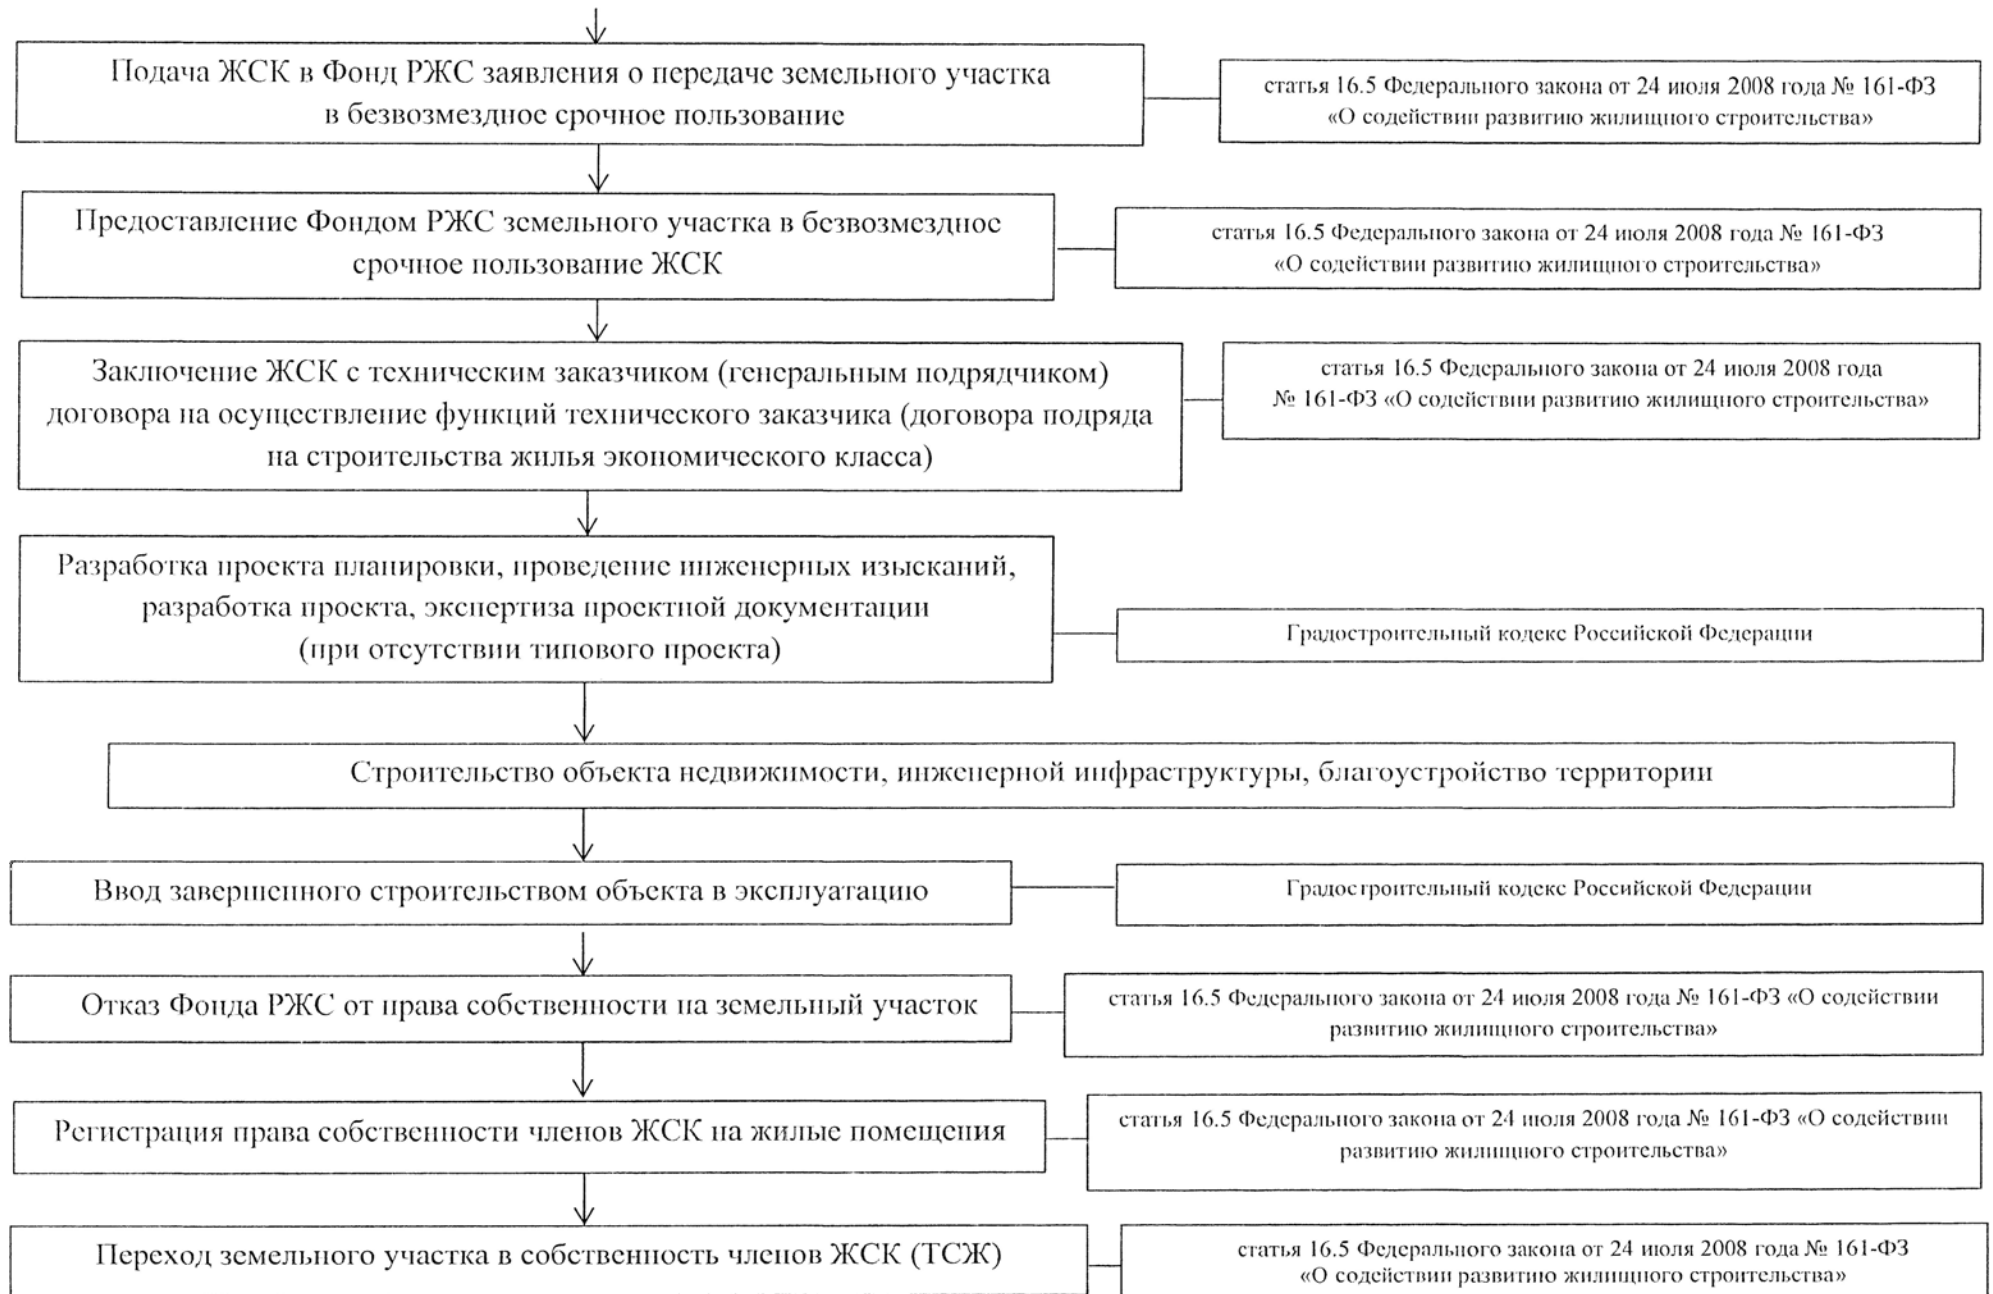 Подача ЖСК в Фонд РЖС заявления о передаче земельного участка
в безвозмездное срочное пользование
статья 16.5 Федерального закона от 24 июля 2008 года № 161-ФЗ
«О содействии развитию жилищного строительства»
Предоставление Фондом РЖС земельного участка в безвозмездное
срочное пользование ЖСК
статья 16.5 Федерального закона от 24 июля 2008 года № 161-ФЗ
«О содействии развитию жилищного строительства»
Заключение ЖСК с техническим заказчиком (генеральным подрядчиком)
договора на осуществление функций технического заказчика (договора подряда
на строительства жилья экономического класса)
статья 16.5 Федерального закона от 24 июля 2008 года
№ 161-ФЗ «О содействии развитию жилищного строительства»
Разработка проекта планировки, проведение инженерных изысканий,
разработка проекта, экспертиза проектной документации
(при отсутствии типового проекта)
Градостроительный кодекс Российской Федерации
Строительство объекта недвижимости, инженерной инфраструктуры, благоустройство территории
Ввод завершенного строительством объекта в эксплуатацию
Градостроительный кодекс Российской Федерации
Отказ Фонда РЖС от права собственности на земельный участок
статья 16.5 Федерального закона от 24 июля 2008 года № 161-ФЗ «О содействии
развитию жилищного строительства»
Регистрация права собственности членов ЖСК на жилые помещения
статья 16.5 Федерального закона от 24 июля 2008 года № 161-ФЗ «О содействии
развитию жилищного строительства»
Переход земельного участка в собственность членов ЖСК (ТСЖ)
статья 16.5 Федерального закона от 24 июля 2008 года № 161-ФЗ
«О содействии развитию жилищного строительства»